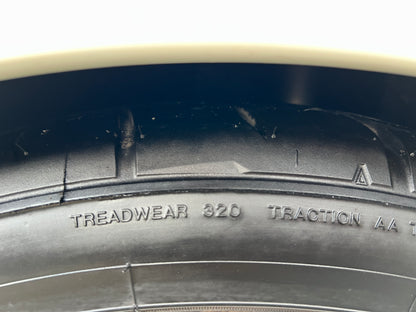 TREADWEAR 320 TRACTION AA T